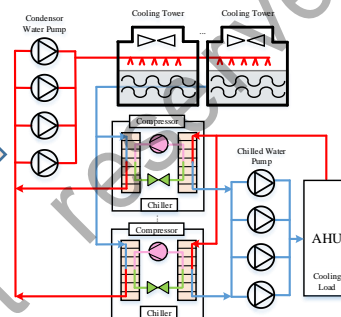 Cooling Tower
Cooling Tower
...
Condensor
Water Pump
Compressor
Chilled Water
Pump
Chiller
Compressor
AHU
Cooling
Load
Chiller